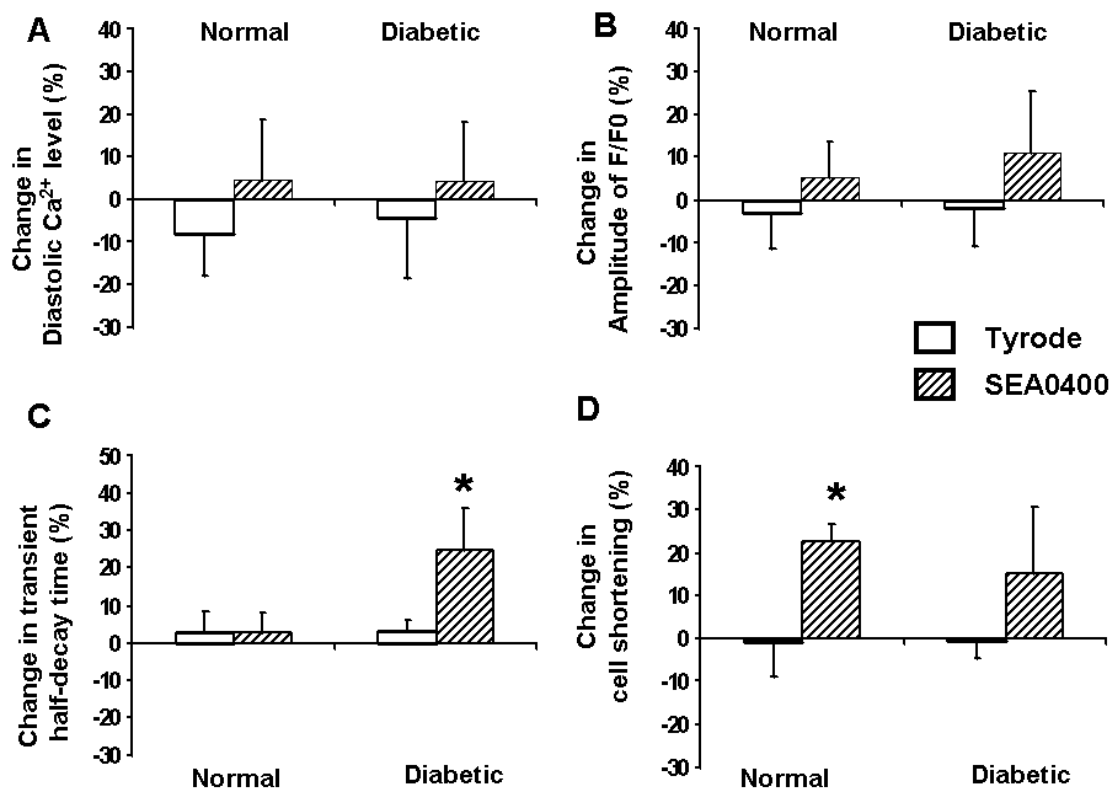 A
Normal
Diabetic
Change in
Diastolic Ca²⁺ level (%)
40
30
20
10
0
-10
-20
-30
B
Normal
Diabetic
Change in
Amplitude of F/F0 (%)
40
30
20
10
0
-10
-20
-30
Tyrode
SEA0400
C
Change in transient
half-decay time (%)
50
40
30
20
10
0
-10
-20
-30
*
Normal
Diabetic
D
Change in
cell shortening (%)
40
30
20
10
0
-10
-20
-30
*
Normal
Diabetic